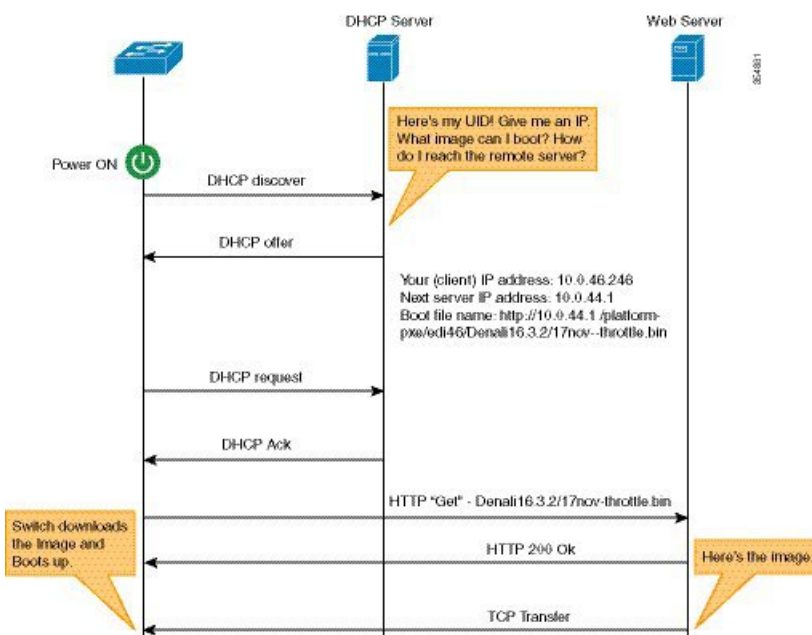 DHCP Server
Web Server
354881
Here's my UID! Give me an IP.
What image can I boot? How
do I reach the remote server?
Power ON
DHCP discover
DHCP offer
Your (client) IP address: 10.0.46.246
Next server IP address: 10.0.44.1
Boot file name: http://10.0.44.1 /platform-
pxe/edi46/Denali16.3.2/17nov--throttle.bin
DHCP request
DHCP Ack
HTTP "Get" - Denali16.3.2/17nov-throttle.bin
Switch downloads
the Image and
Boots up.
HTTP 200 Ok
Here's the image
TCP Transfer